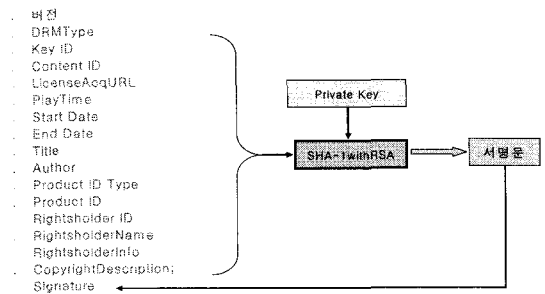 . 버전
. DRMType
. Key ID
. Content ID
. LicenseAcqURL
. PlayTime
. Start Date
. End Date
. Title
. Author
. Product ID Type
. Product ID
. Rightsholder ID
. RightsholderName
. RightsholderInfo
. CopyrightDescription;
. Signature
Private Key
SHA-1withRSA
서명문